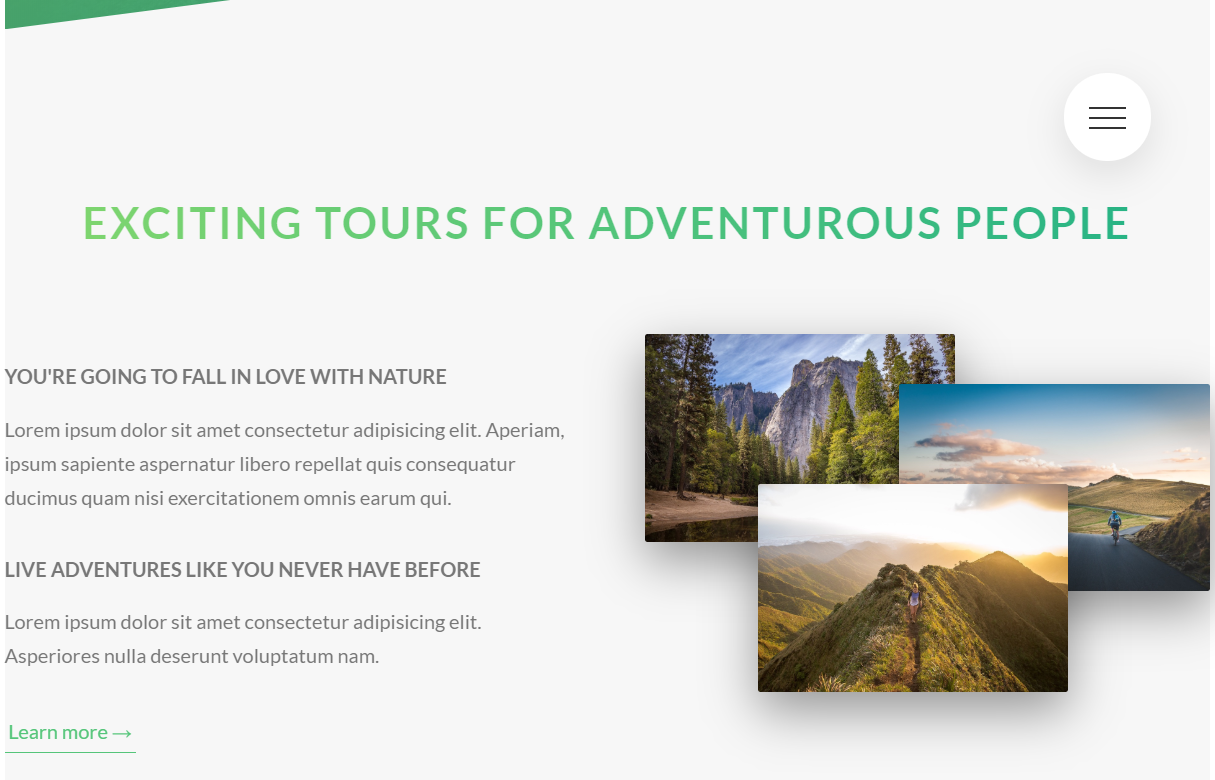 EXCITING TOURS FOR ADVENTUROUS PEOPLE
YOU'RE GOING TO FALL IN LOVE WITH NATURE
Lorem ipsum dolor sit amet consectetur adipisicing elit. Aperiam,
ipsum sapiente aspernatur libero repellat quis consequatur
ducimus quam nisi exercitationem omnis earum qui.
LIVE ADVENTURES LIKE YOU NEVER HAVE BEFORE
Lorem ipsum dolor sit amet consectetur adipisicing elit.
Asperiores nulla deserunt voluptatum nam.
Learn more →